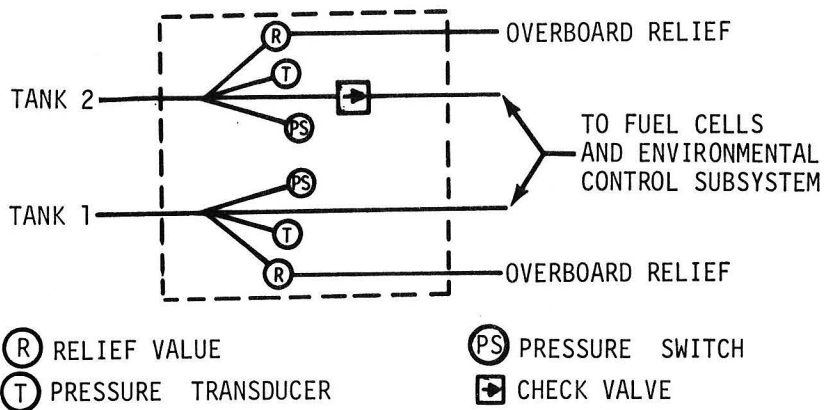 R
OVERBOARD RELIEF
T
TANK 2
PS
TO FUEL CELLS
AND ENVIRONMENTAL
CONTROL SUBSYSTEM
PS
TANK 1
T
R
OVERBOARD RELIEF
R RELIEF VALUE
PS PRESSURE SWITCH
T PRESSURE TRANSDUCER
CHECK VALVE